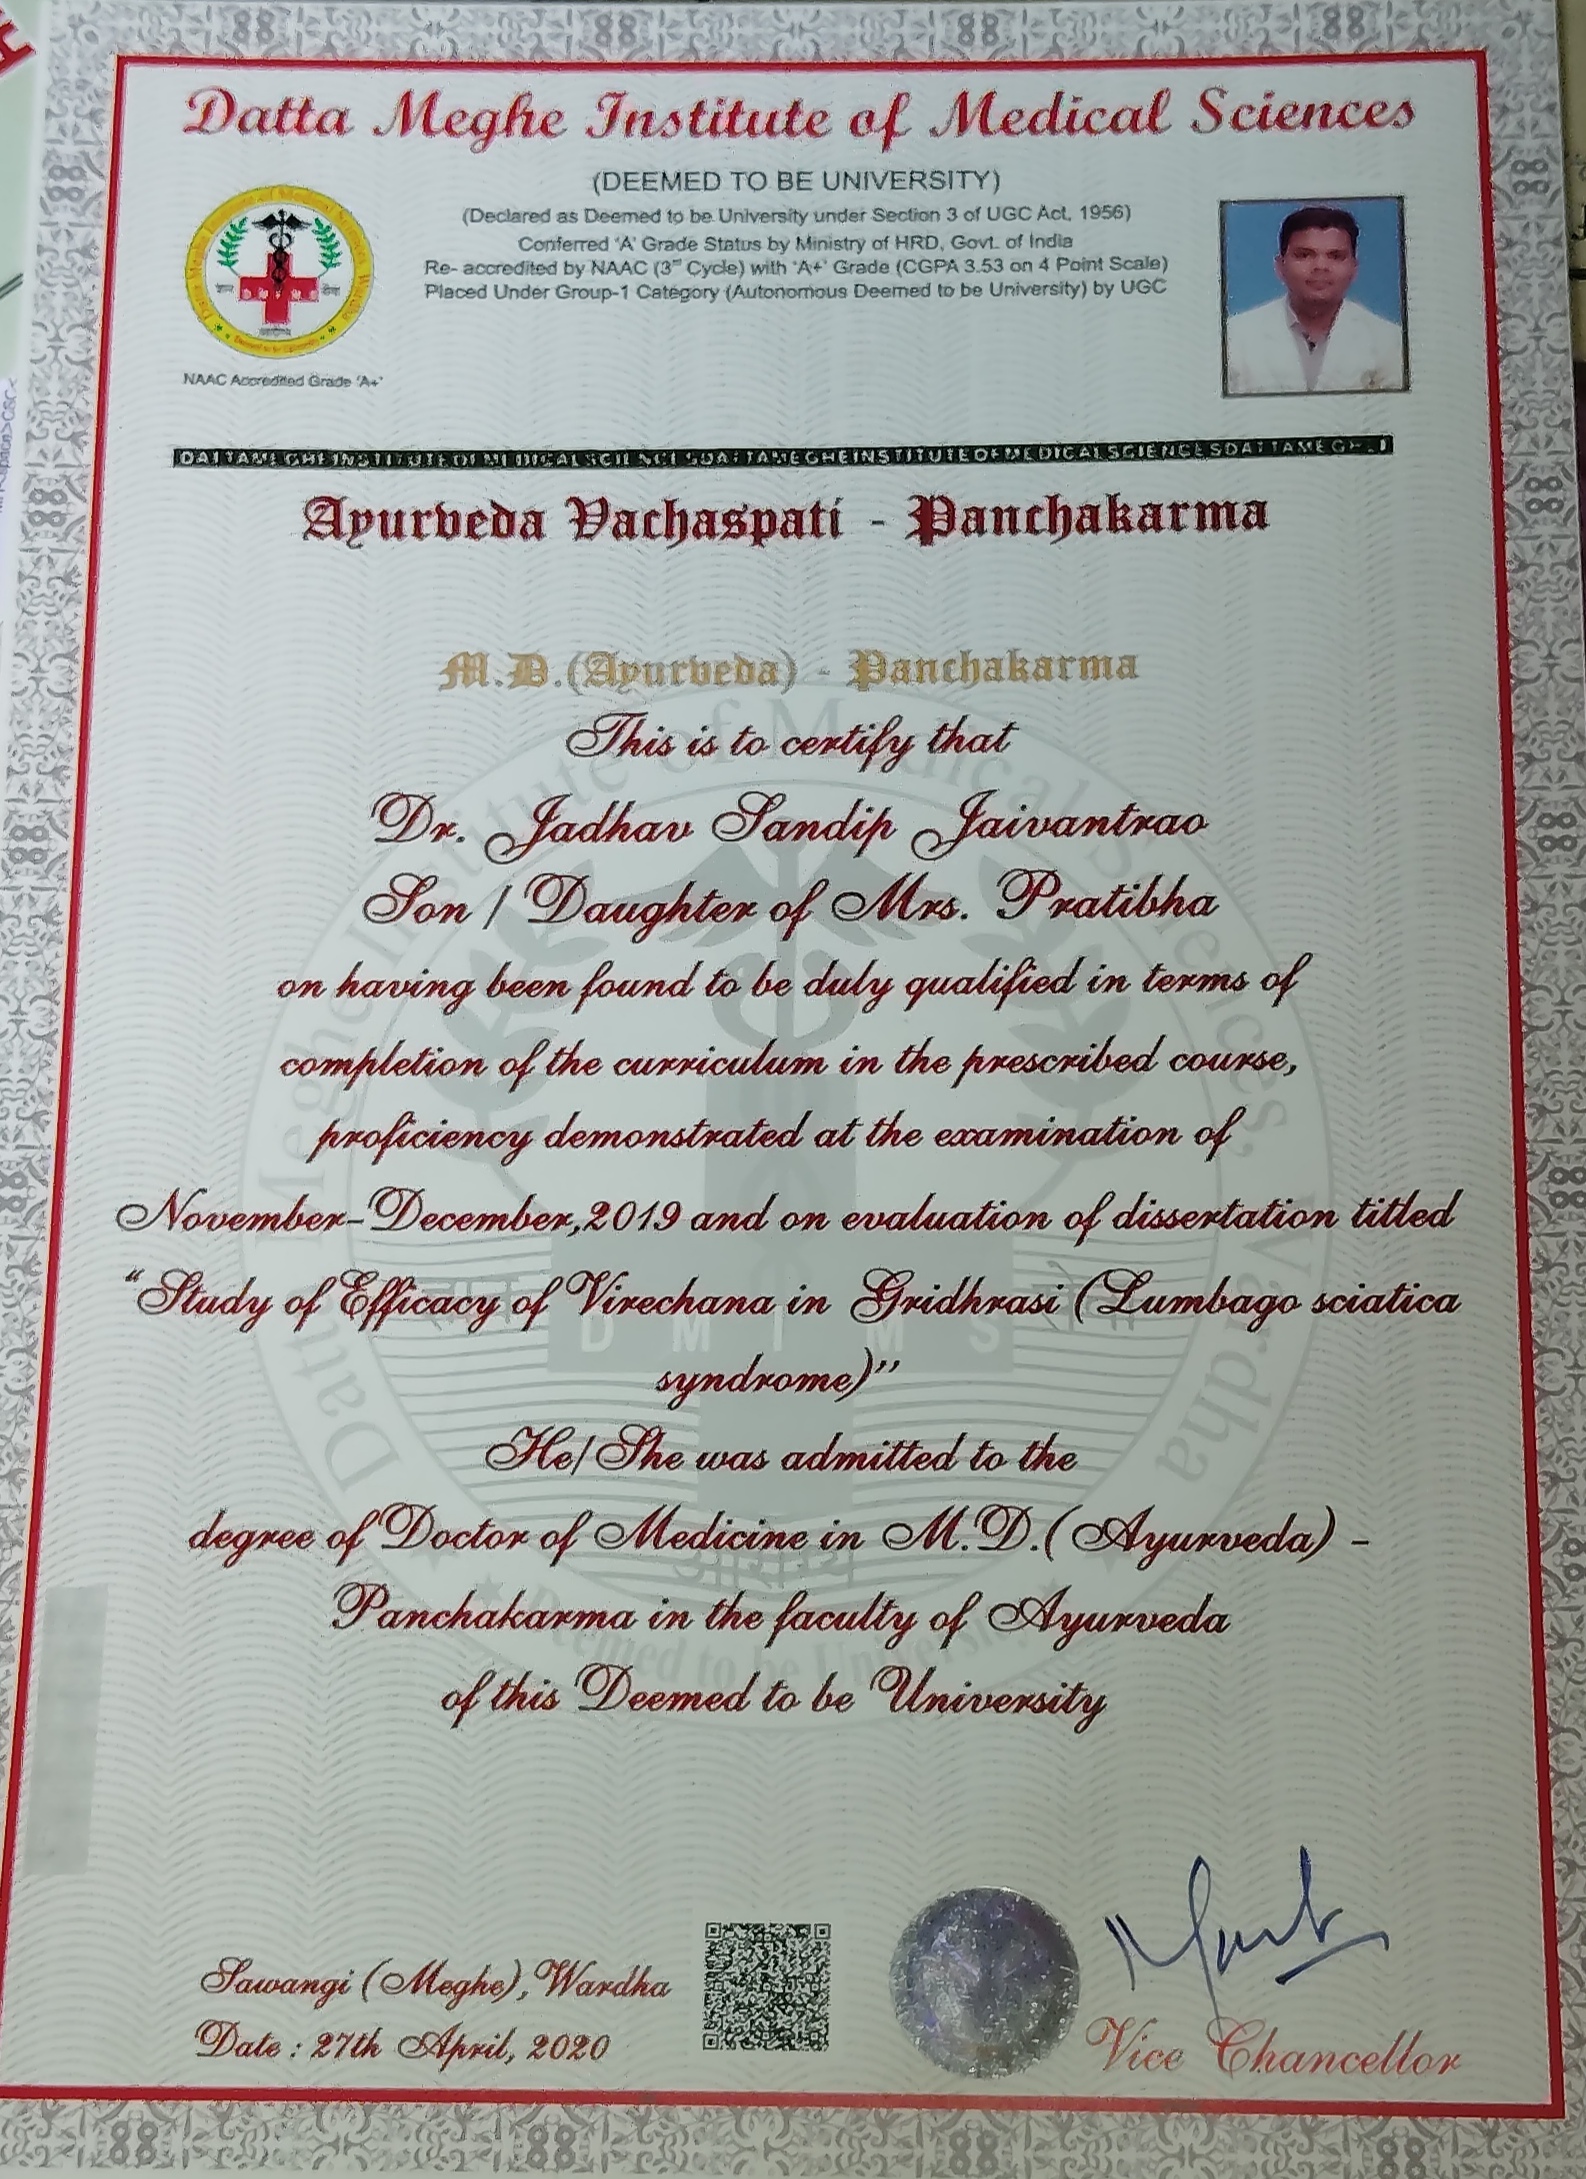 Datta Meghe Institute of Medical Sciences
(DEEMED TO BE UNIVERSITY)
(Declared as Deemed to be University under Section 3 of UGC Act, 1956)
Conferred 'A' Grade Status by Ministry of HRD, Govt. of India
Re- accredited by NAAC (3rd Cycle) with 'A+' Grade (CGPA 3.53 on 4 Point Scale)
Placed Under Group-1 Category (Autonomous Deemed to be University) by UGC
NAAC Accredited Grade 'A+'
Ayurveda Vachaspati - Panchakarma
M.D.(Ayurveda) - Panchakarma
This is to certify that
Dr. Jadhav Sandip Jaivantrao
Son / Daughter of Mrs. Pratibha
on having been found to be duly qualified in terms of
completion of the curriculum in the prescribed course,
proficiency demonstrated at the examination of
November-December,2019 and on evaluation of dissertation titled
“Study of Efficacy of Virechana in Gridhrasi (Lumbago sciatica
syndrome)”
DMIMS
He/She was admitted to the
degree of Doctor of Medicine in M.D.(Ayurveda) -
Panchakarma in the faculty of Ayurveda
of this Deemed to be University
Sawangi (Meghe), Wardha
Date : 27th April, 2020
Vice Chancellor